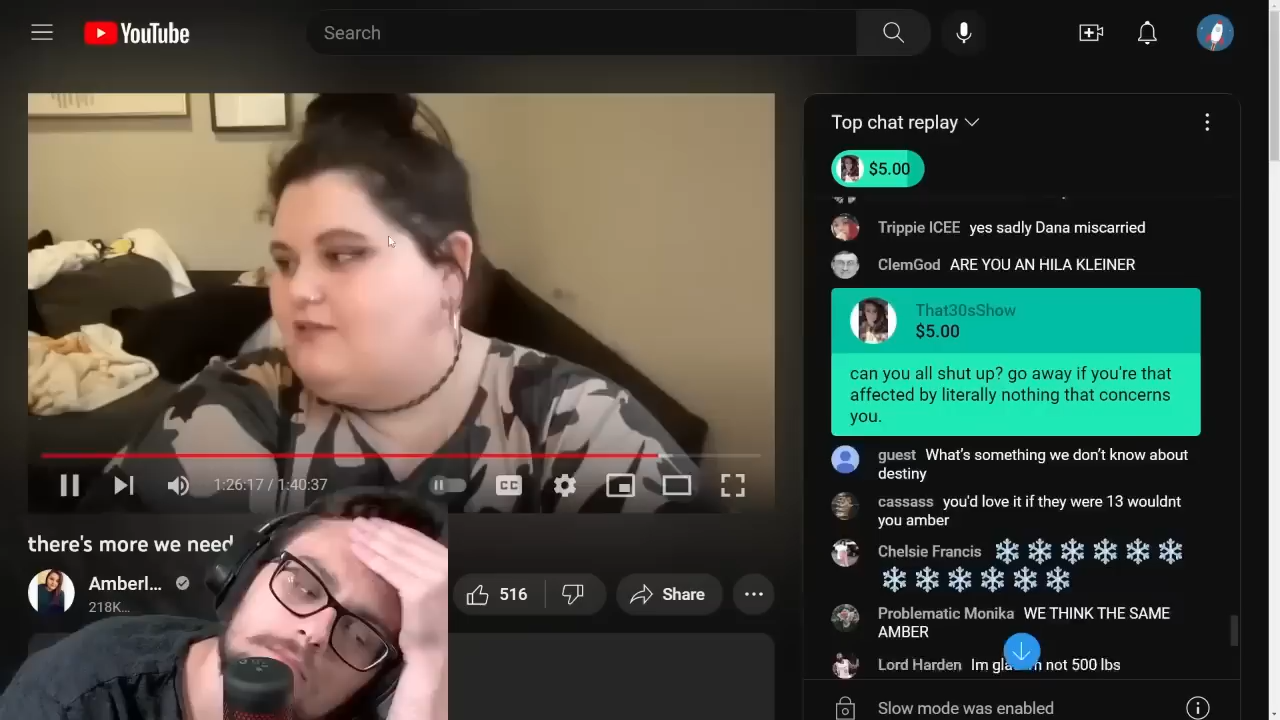 YouTube
Search
Top chat replay
$5.00
Trippie ICEE yes sadly Dana miscarried
ClemGod ARE YOU AN HILA KLEINER
That30sShow
$5.00
can you all shut up? go away if you're that
affected by literally nothing that concerns
you.
guest What's something we don't know about
destiny
cassass you'd love it if they were 13 wouldnt
you amber
Chelsie Francis
Problematic Monika WE THINK THE SAME
AMBER
Lord Harden Im not 500 lbs
Slow mode was enabled
1:26:17 / 1:40:37
CC
there's more we need
Amberl...
218K...
516
Share